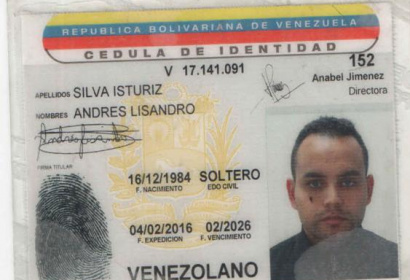 REPUBLICA BOLIVARIANA DE VENEZUELA
CEDULA DE IDENTIDAD
V 17.141.091
152
Anabei Jimenez
Directora
APELLIDOS SILVA ISTURIZ
NOMBRES ANDRES LISANDRO
FIRMA TITULAR
16/12/1984 SOLTERO
F. NACIMIENTO EDO CIVIL
04/02/2016 02/2026
F. EXPEDICION F. VENCIMIENTO
VENEZOLANO